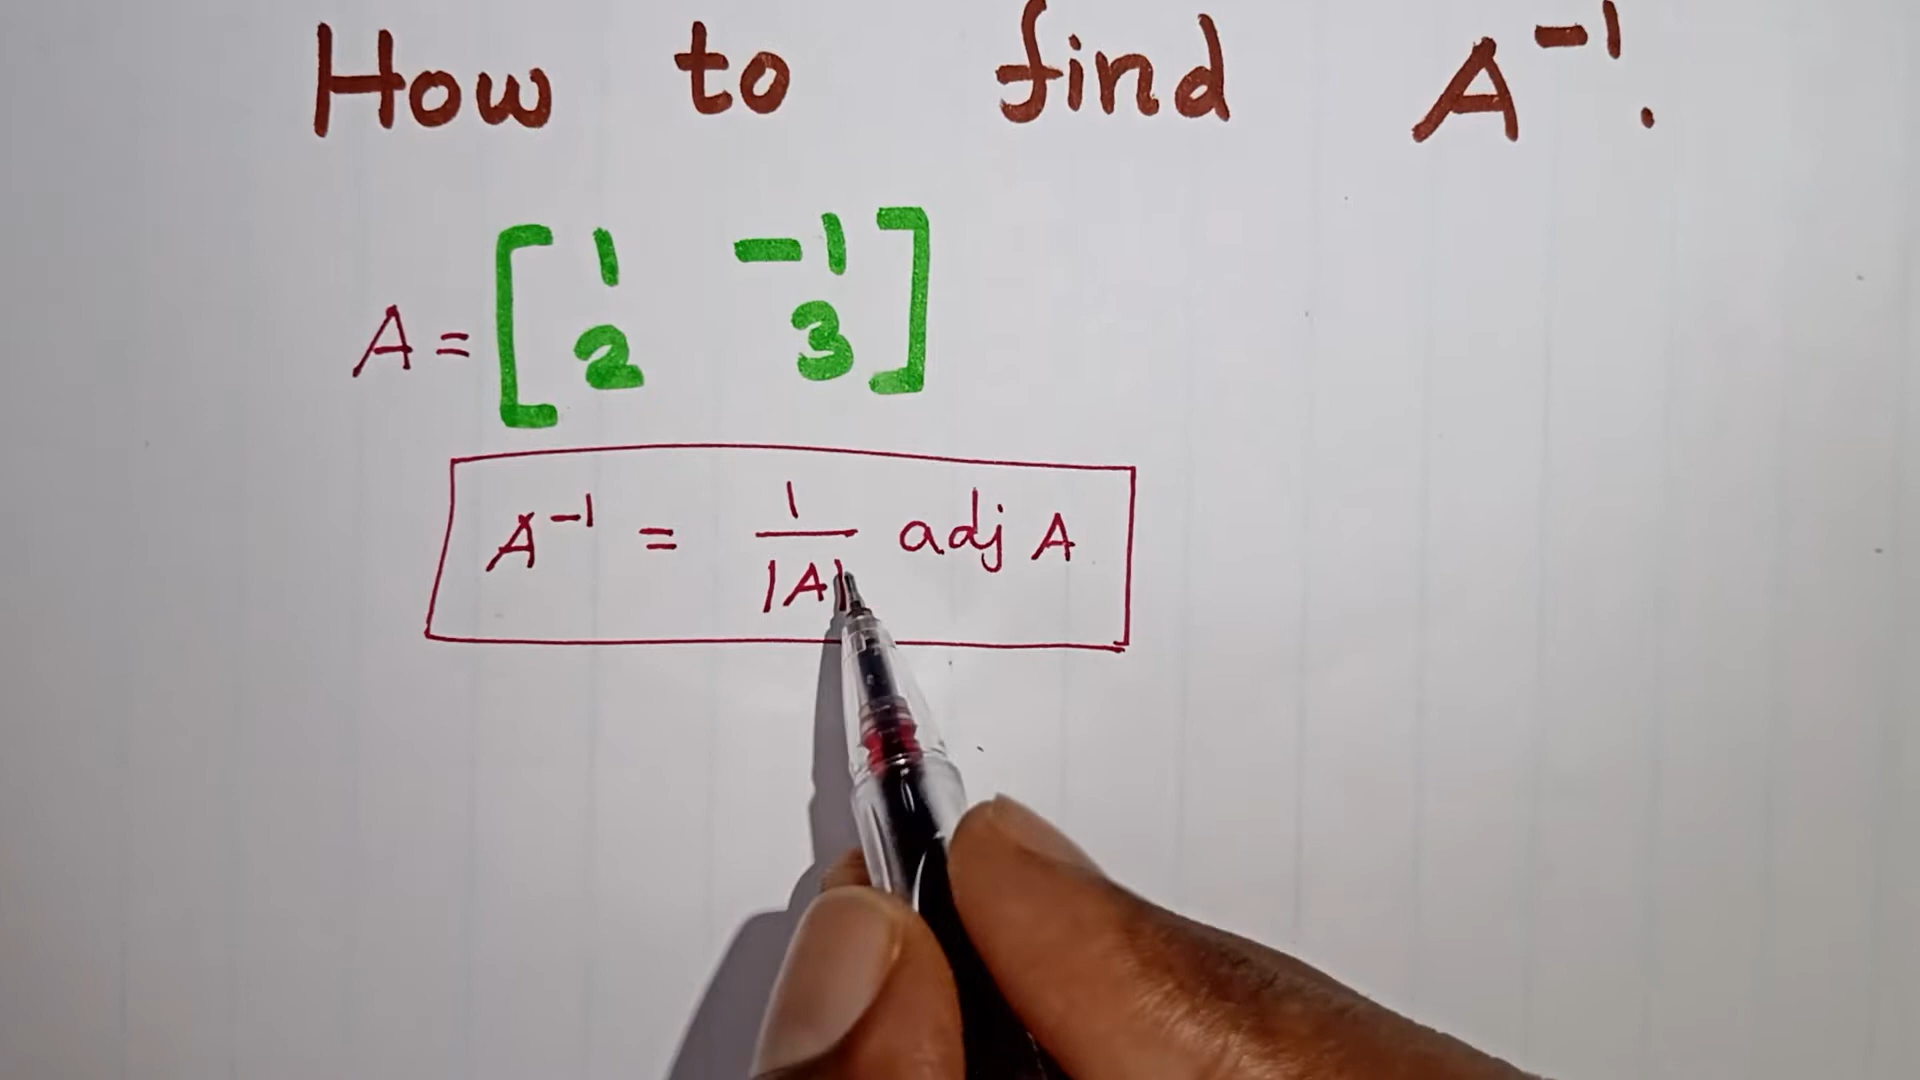 How to find A⁻¹.
A = [ 1 -1
2 3 ]
A⁻¹ = 1/|A| adj A